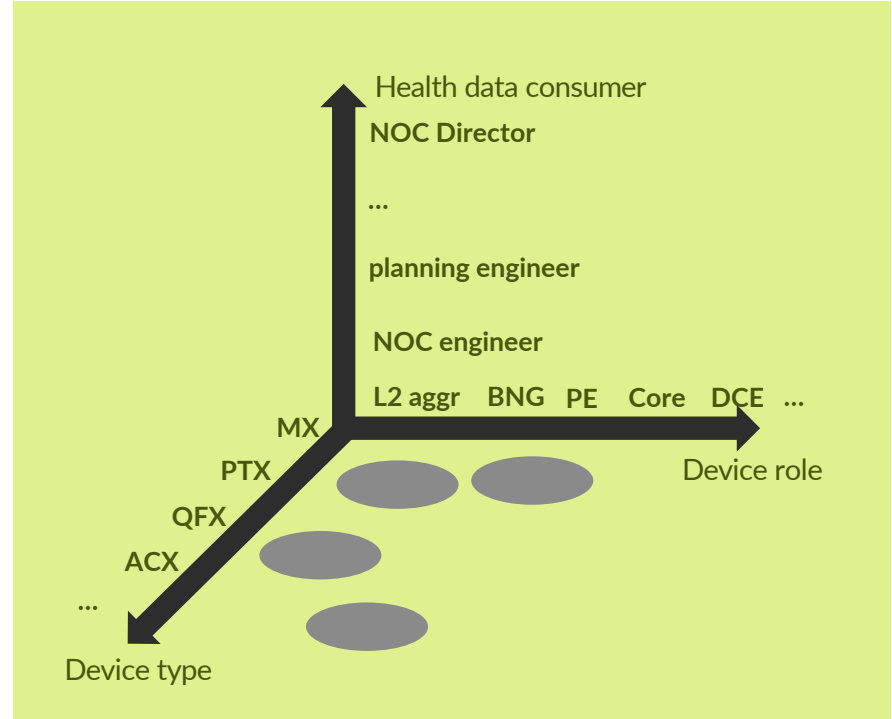 Health data consumer
NOC Director
...
planning engineer
NOC engineer
L2 aggr BNG PE Core DCE ...
MX
PTX
Device role
QFX
ACX
...
Device type